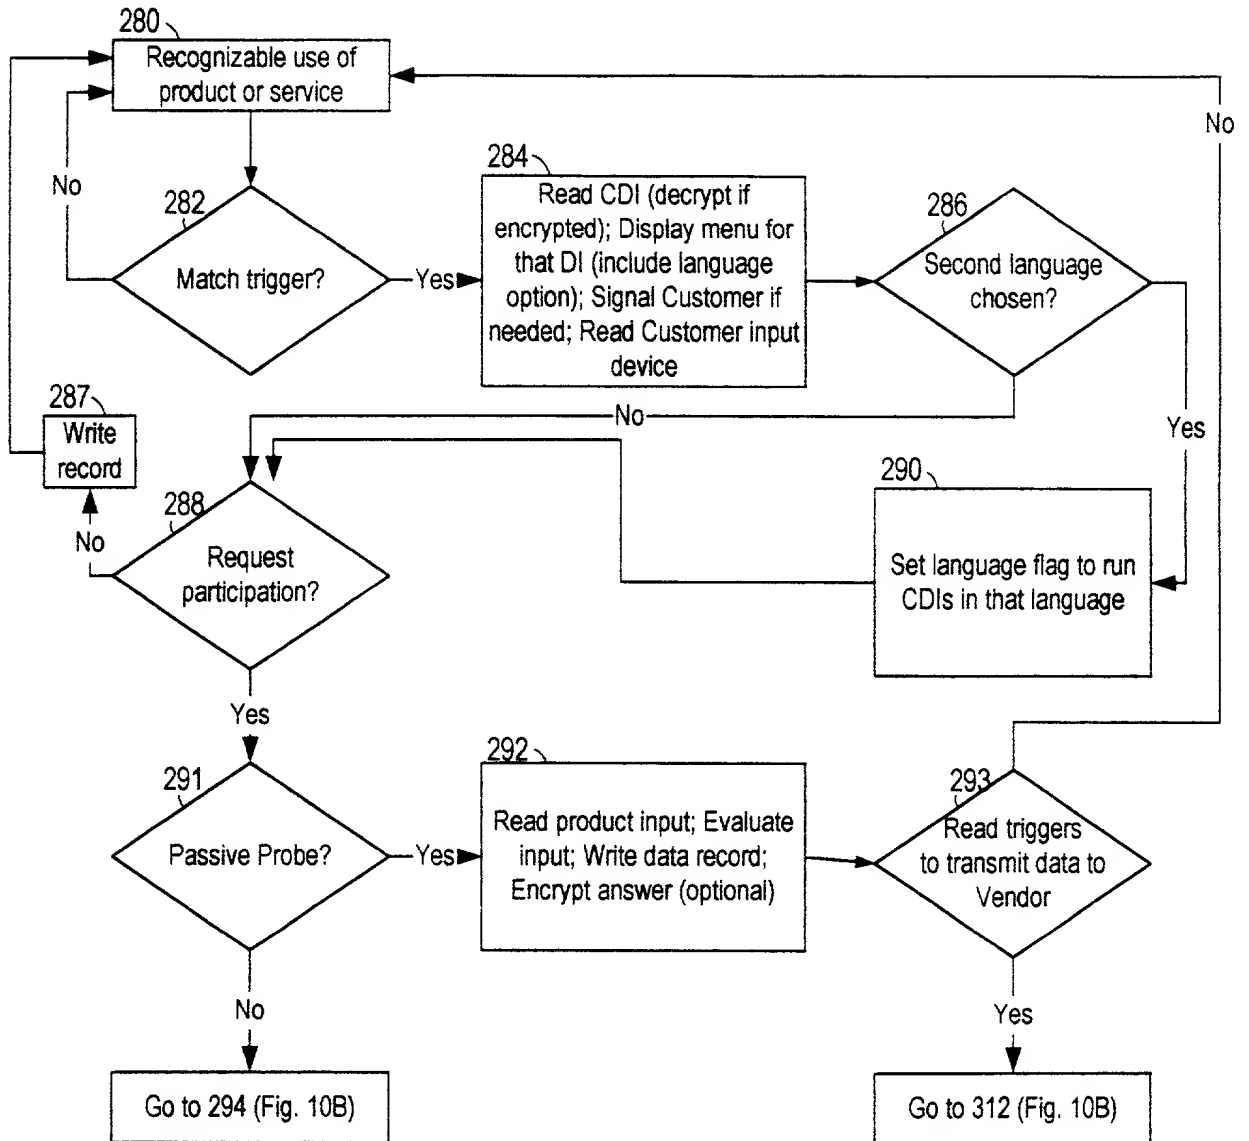 280
Recognizable use of
product or service
No
No
282
Match trigger?
Yes
284
Read CDI (decrypt if
encrypted); Display menu for
that DI (include language
option); Signal Customer if
needed; Read Customer input
device
286
Second language
chosen?
No
Yes
287
Write
record
288
No
Request
participation?
290
Set language flag to run
CDIs in that language
Yes
291
Passive Probe?
Yes
292
Read product input; Evaluate
input; Write data record;
Encrypt answer (optional)
293
Read triggers
to transmit data to
Vendor
No
Yes
Go to 294 (Fig. 10B)
Go to 312 (Fig. 10B)